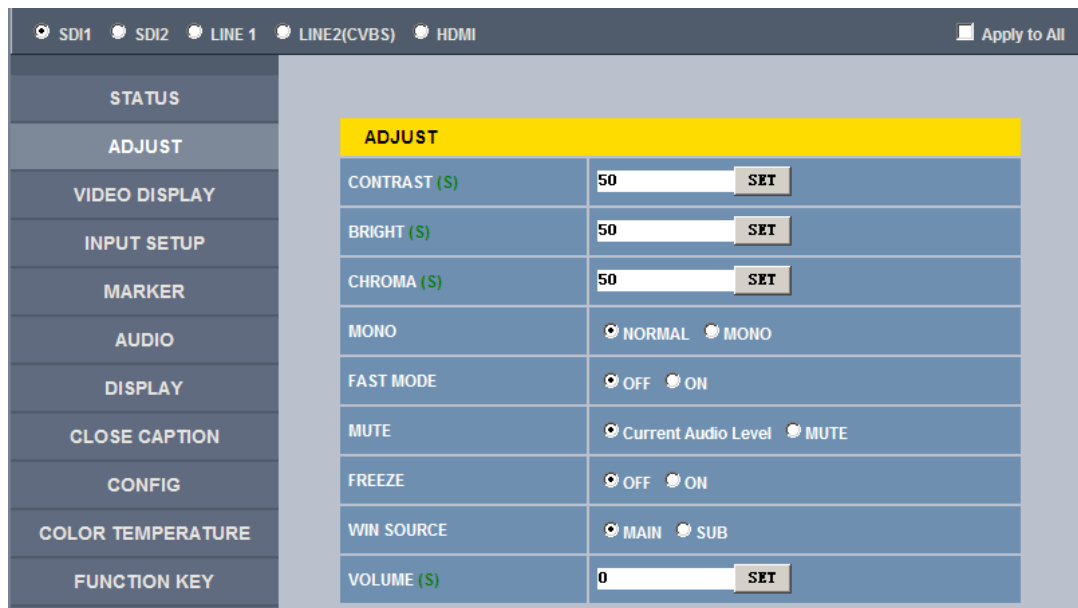 SDI1 SDI2 LINE 1 LINE2(CVBS) HDMI Apply to All
STATUS
ADJUST
VIDEO DISPLAY
INPUT SETUP
MARKER
AUDIO
DISPLAY
CLOSE CAPTION
CONFIG
COLOR TEMPERATURE
FUNCTION KEY
ADJUST
CONTRAST (S) 50 SET
BRIGHT (S) 50 SET
CHROMA (S) 50 SET
MONO NORMAL MONO
FAST MODE OFF ON
MUTE Current Audio Level MUTE
FREEZE OFF ON
WIN SOURCE MAIN SUB
VOLUME (S) 0 SET